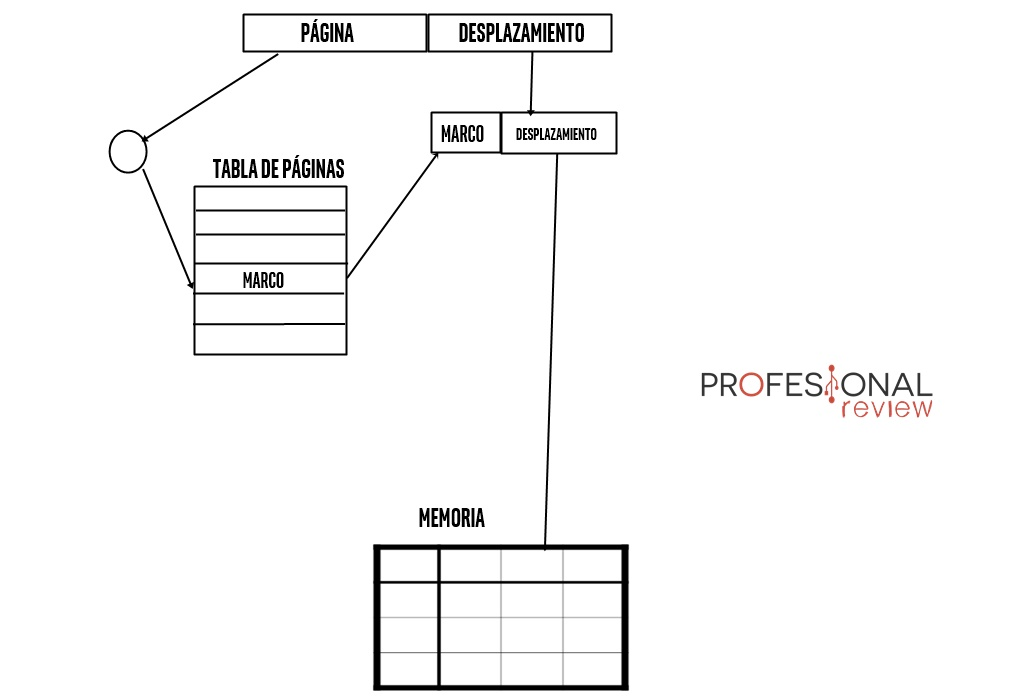 PÁGINA DESPLAZAMIENTO
MARCO DESPLAZAMIENTO
TABLA DE PÁGINAS
MARCO
PROFESIONAL
review
MEMORIA